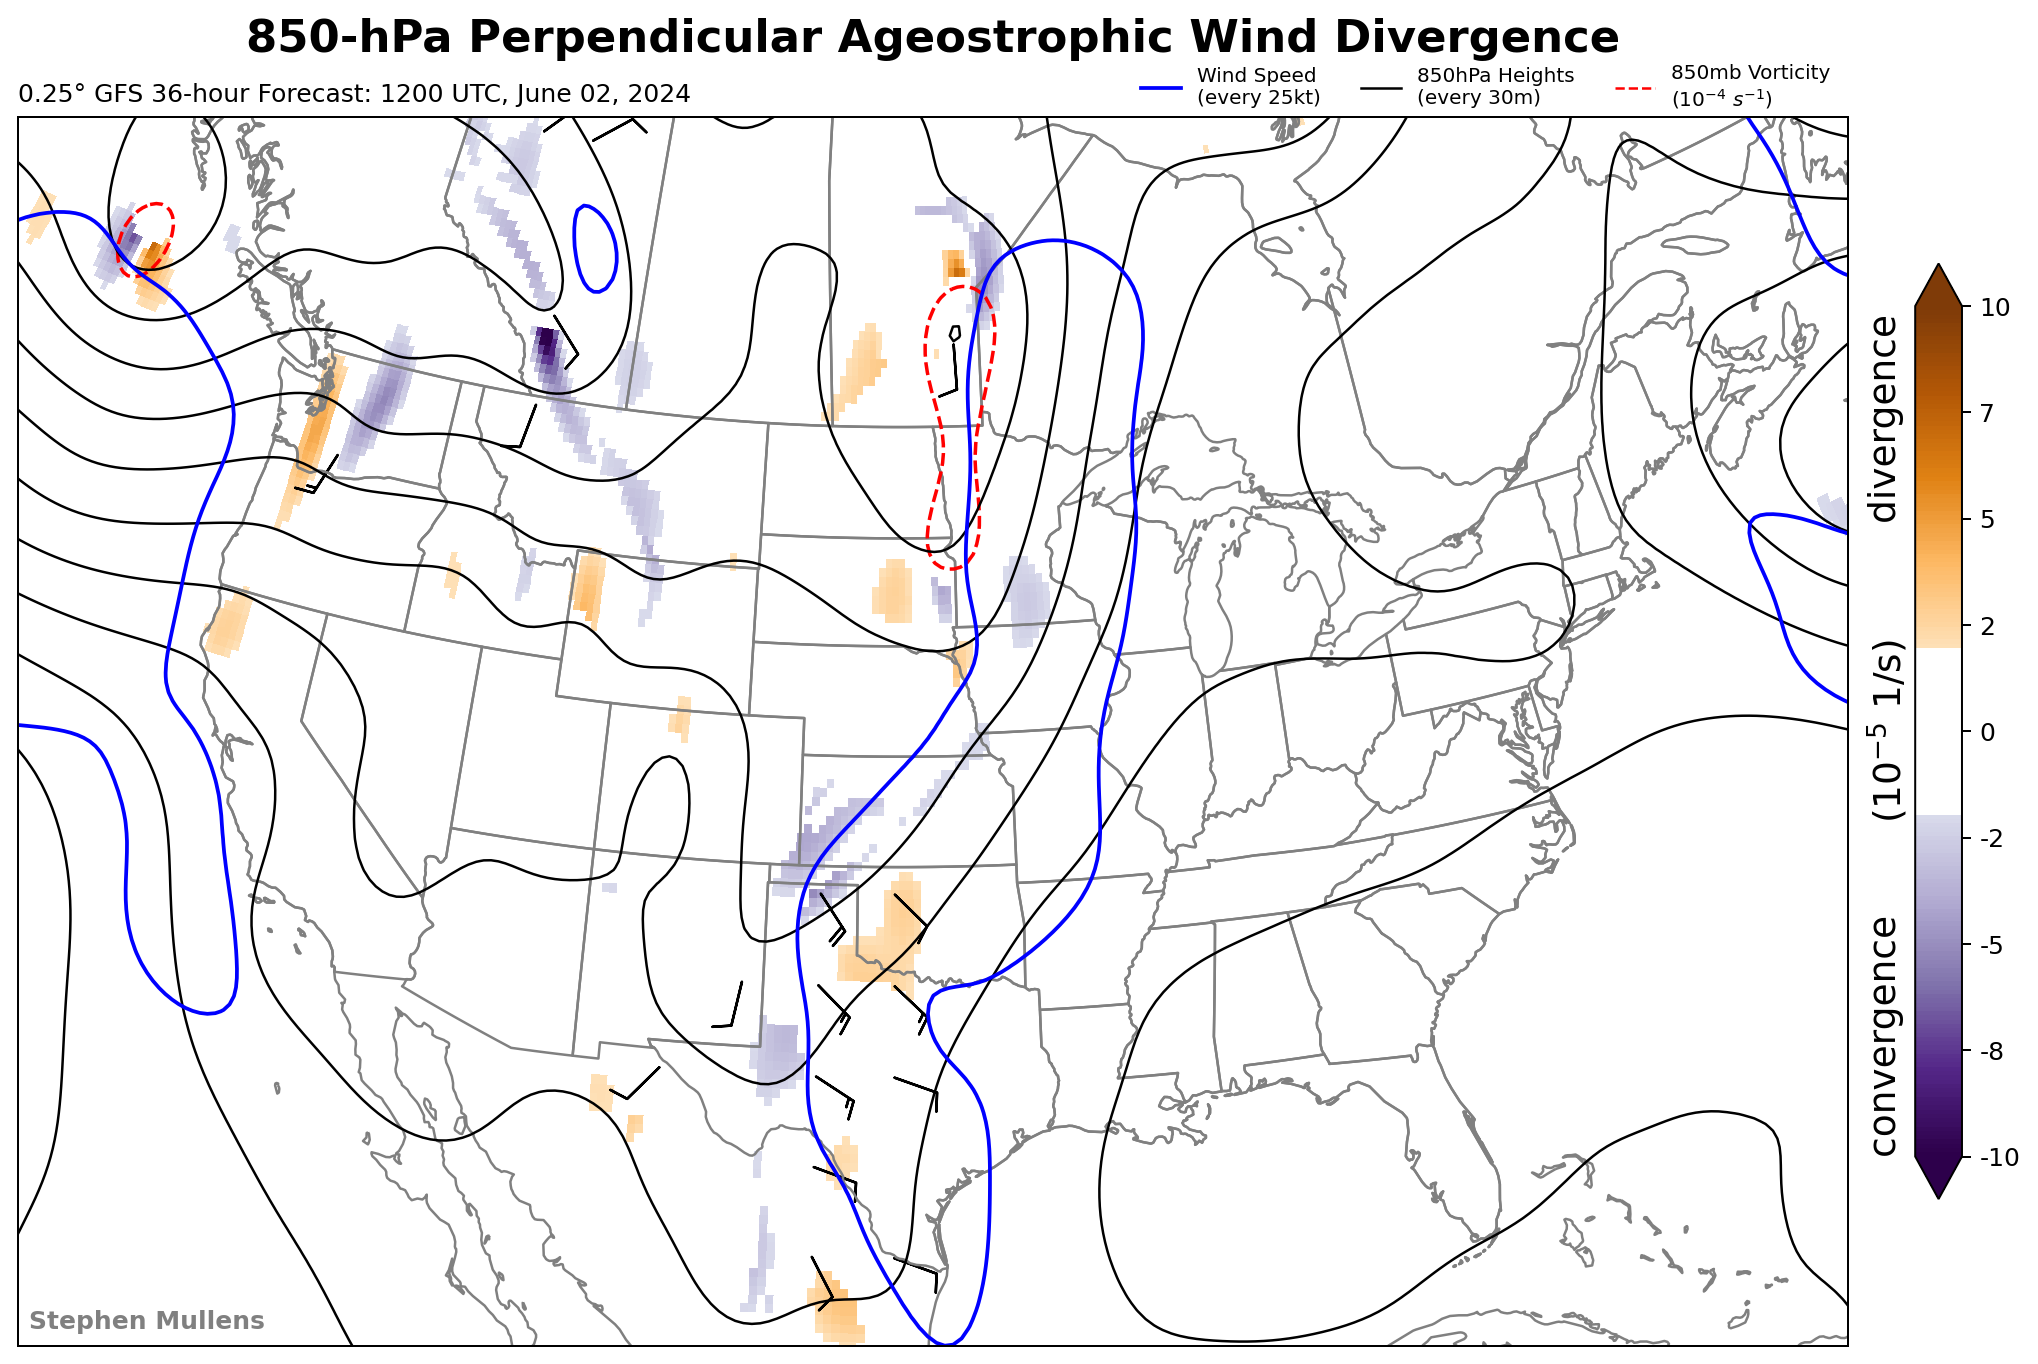 850-hPa Perpendicular Ageostrophic Wind Divergence
0.25° GFS 36-hour Forecast: 1200 UTC, June 02, 2024
Wind Speed
(every 25kt)
850hPa Heights
(every 30m)
850mb Vorticity
(10⁻⁴ s⁻¹)
10
7
5
2
0
-2
-5
-8
-10
convergence (10⁻⁵ 1/s) divergence
Stephen Mullens